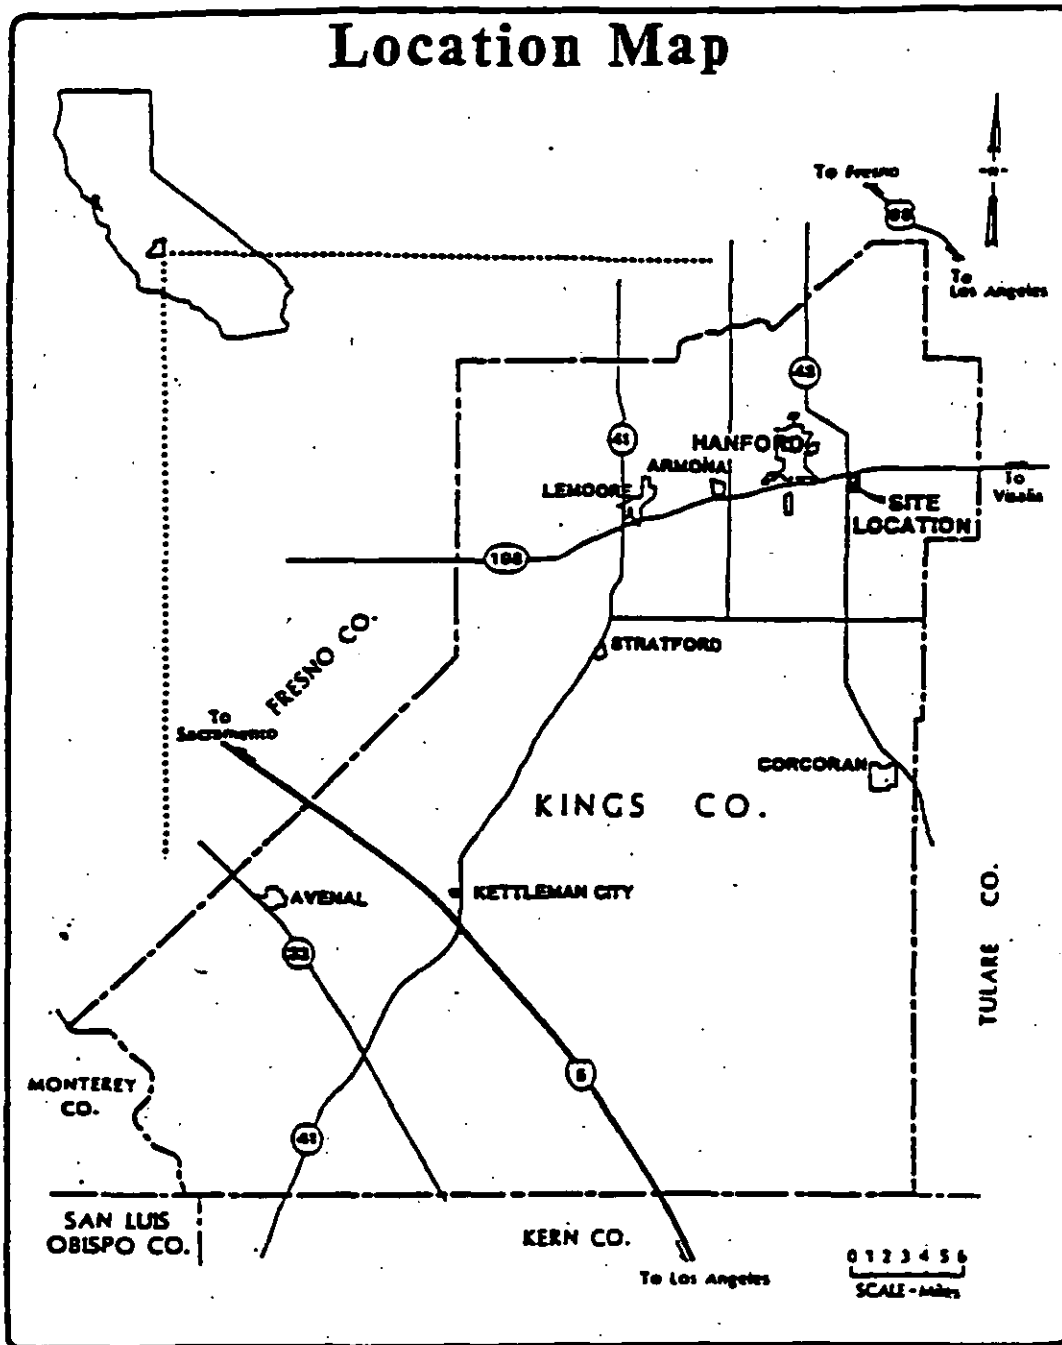 Location Map
To Fresno
To
Los Angeles
43
41
HANFORD
ARMONA
LEMOORE
To
Visalia
SITE
LOCATION
198
STRATFORD
FRESNO CO.
To
Sacramento
CORCORAN
KINGS CO.
AVENAL
KETTLEMAN CITY
33
TULARE CO.
5
MONTEREY
CO.
41
SAN LUIS
OBISPO CO.
KERN CO.
To Los Angeles
0 1 2 3 4 5 6
SCALE - Miles